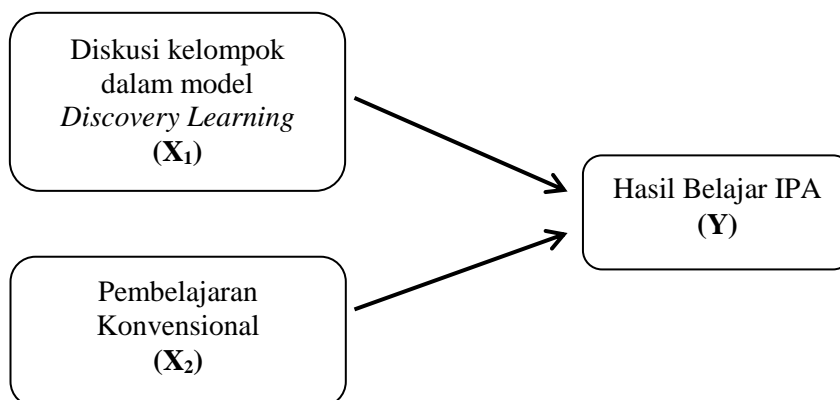 Diskusi kelompok
dalam model
Discovery Learning
(X₁)
Hasil Belajar IPA
(Y)
Pembelajaran
Konvensional
(X₂)